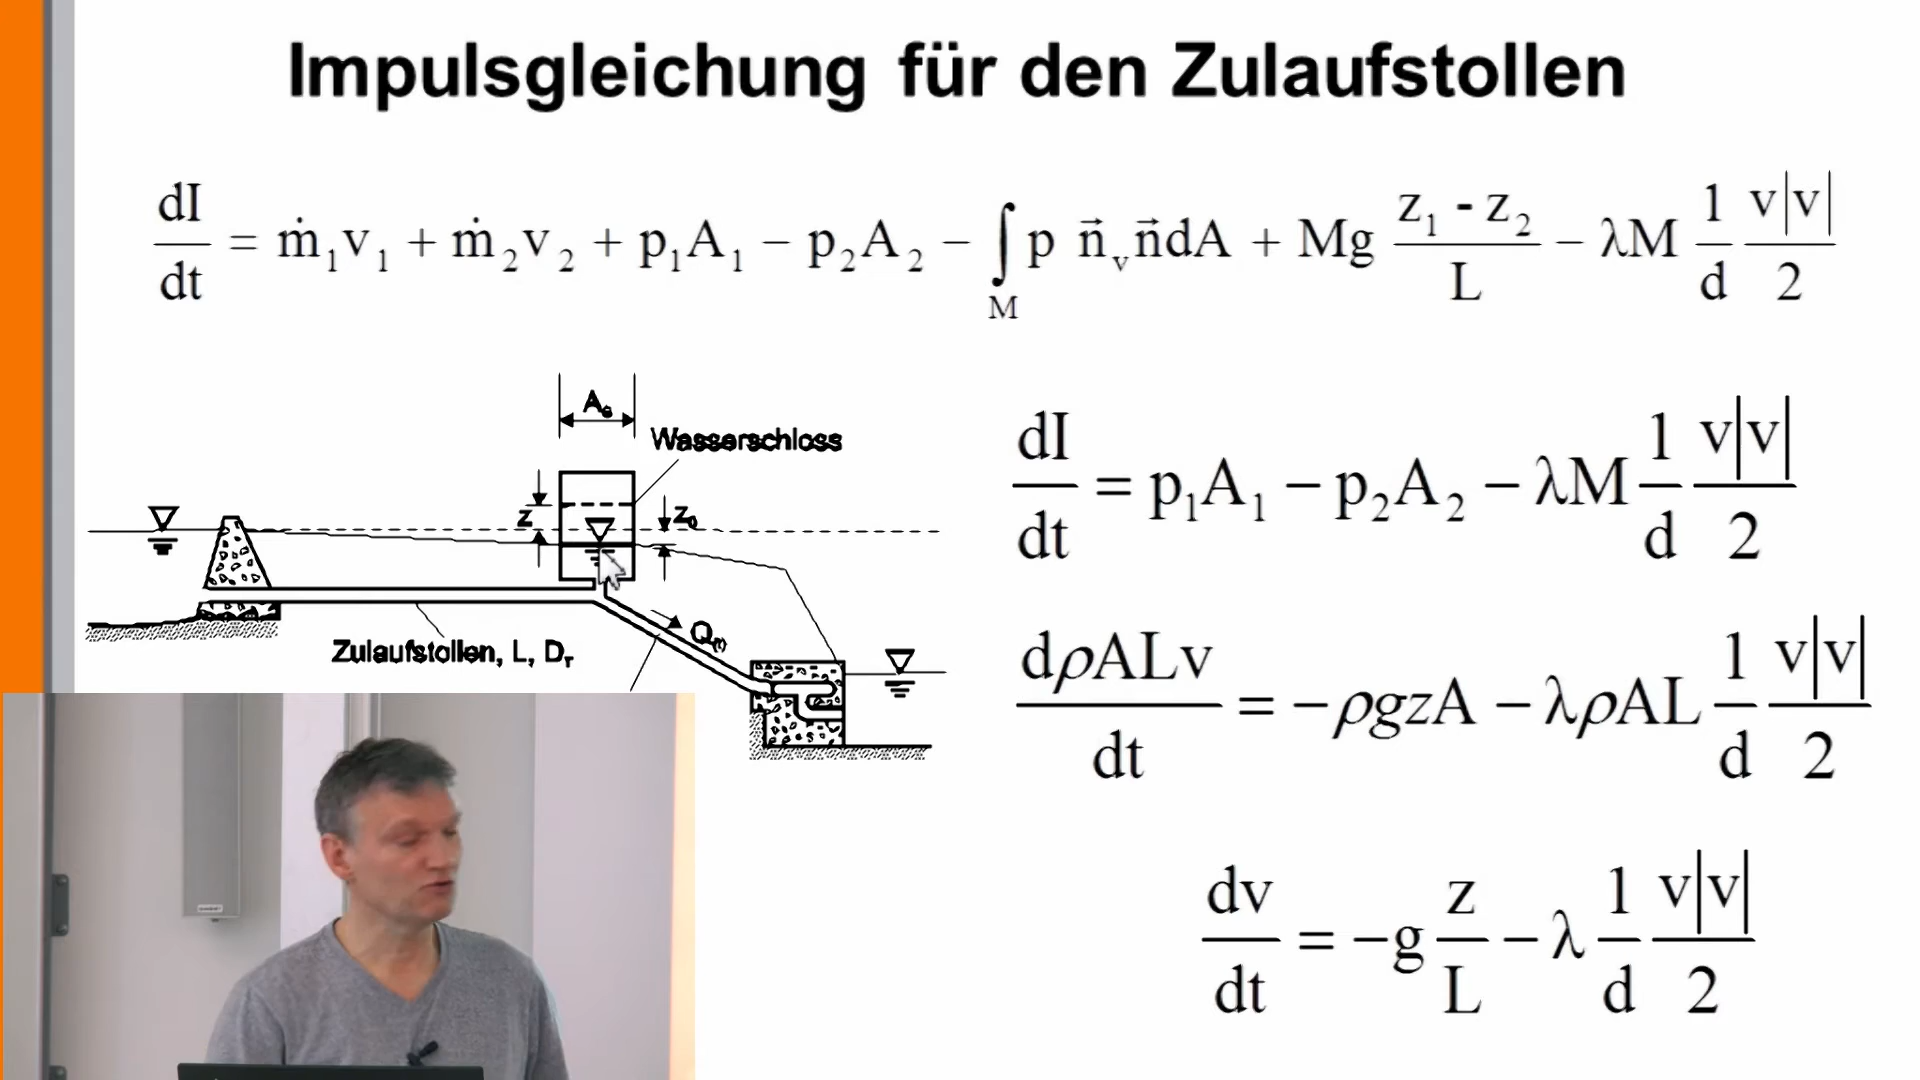 Impulsgleichung für den Zulaufstollen
dI/dt = ṁ₁v₁ + ṁ₂v₂ + p₁A₁ − p₂A₂ − ∫_M p n⃗ᵥn⃗dA + Mg (z₁ - z₂)/L − λM 1/d v|v|/2
Aₛ
Wasserschloss
z
z₀
Q(t)
Zulaufstollen, L, Dᵣ
dI/dt = p₁A₁ − p₂A₂ − λM 1/d v|v|/2
dρALv/dt = −ρgzA − λρAL 1/d v|v|/2
dv/dt = −g z/L − λ 1/d v|v|/2